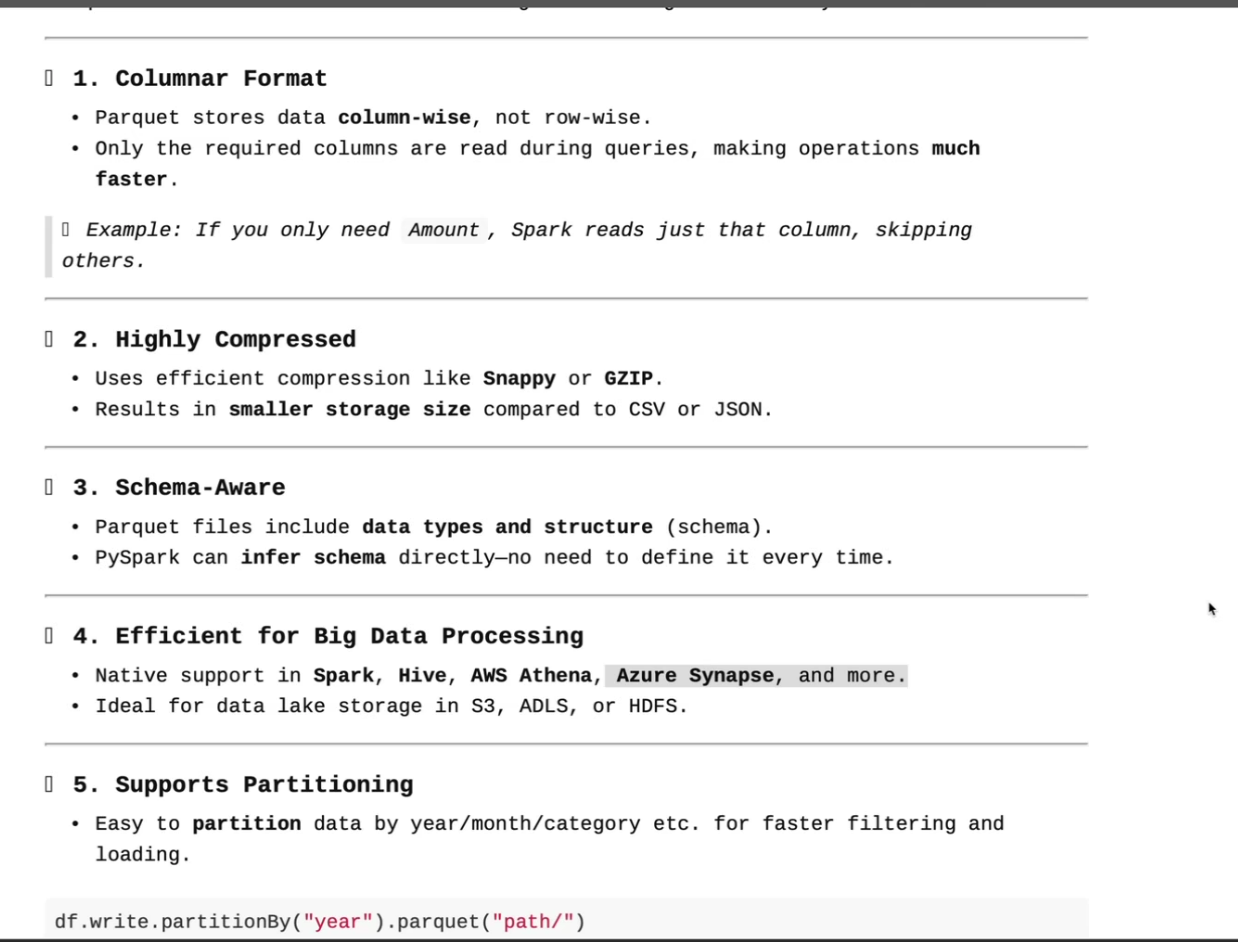 1. Columnar Format
• Parquet stores data column-wise, not row-wise.
• Only the required columns are read during queries, making operations much
faster.
Example: If you only need Amount, Spark reads just that column, skipping
others.
2. Highly Compressed
• Uses efficient compression like Snappy or GZIP.
• Results in smaller storage size compared to CSV or JSON.
3. Schema-Aware
• Parquet files include data types and structure (schema).
• PySpark can infer schema directly—no need to define it every time.
4. Efficient for Big Data Processing
• Native support in Spark, Hive, AWS Athena, Azure Synapse, and more.
• Ideal for data lake storage in S3, ADLS, or HDFS.
5. Supports Partitioning
• Easy to partition data by year/month/category etc. for faster filtering and
loading.
df.write.partitionBy("year").parquet("path/")